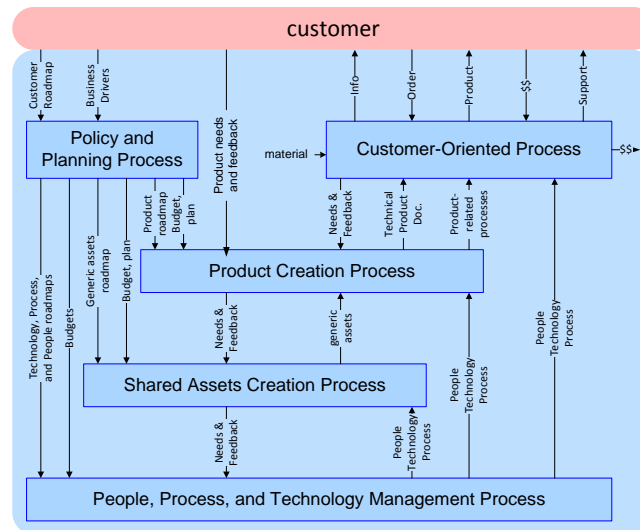 customer
Customer
Roadmap
Business
Drivers
Product needs
and feedback
Info
Order
Product
$$
Support
Policy and
Planning Process
material
Customer-Oriented Process
$$
Product
roadmap
Budget,
plan
Needs &
Feedback
Technical
Product
Doc.
Product-
related
processes
Technology, Process,
and People roadmaps
Budgets
Generic assets
roadmap
Budget, plan
Product Creation Process
Needs &
Feedback
generic
assets
People
Technology
Process
People
Technology
Process
Shared Assets Creation Process
Needs &
Feedback
People
Technology
Process
People, Process, and Technology Management Process